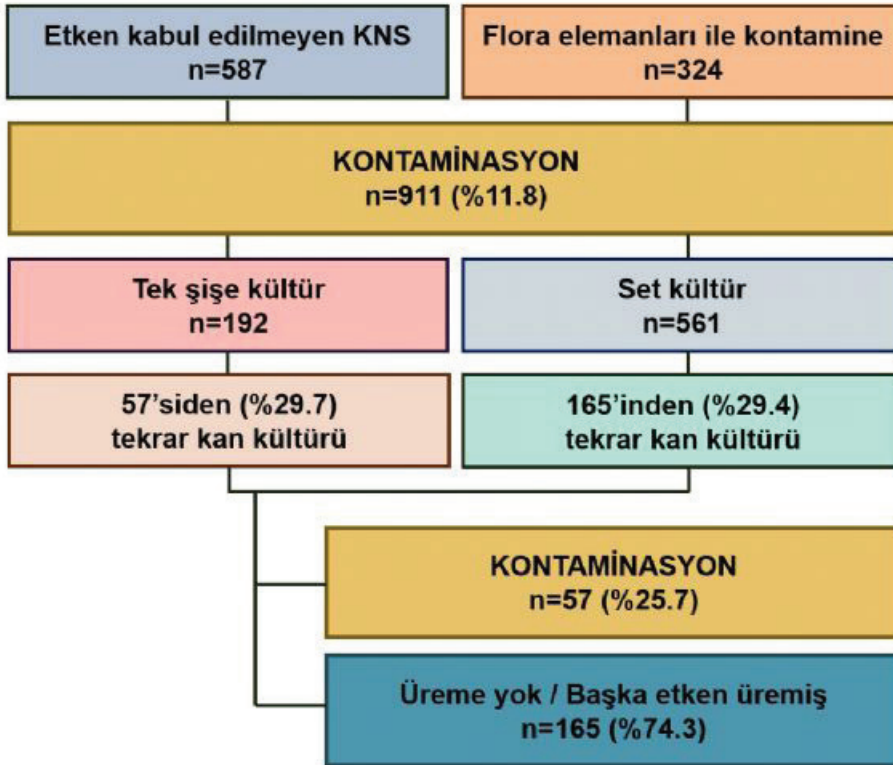 Etken kabul edilmeyen KNS
n=587
Flora elemanları ile kontamine
n=324
KONTAMİNASYON
n=911 (%11.8)
Tek şişe kültür
n=192
Set kültür
n=561
57’siden (%29.7)
tekrar kan kültürü
165’inden (%29.4)
tekrar kan kültürü
KONTAMİNASYON
n=57 (%25.7)
Üreme yok / Başka etken üremiş
n=165 (%74.3)